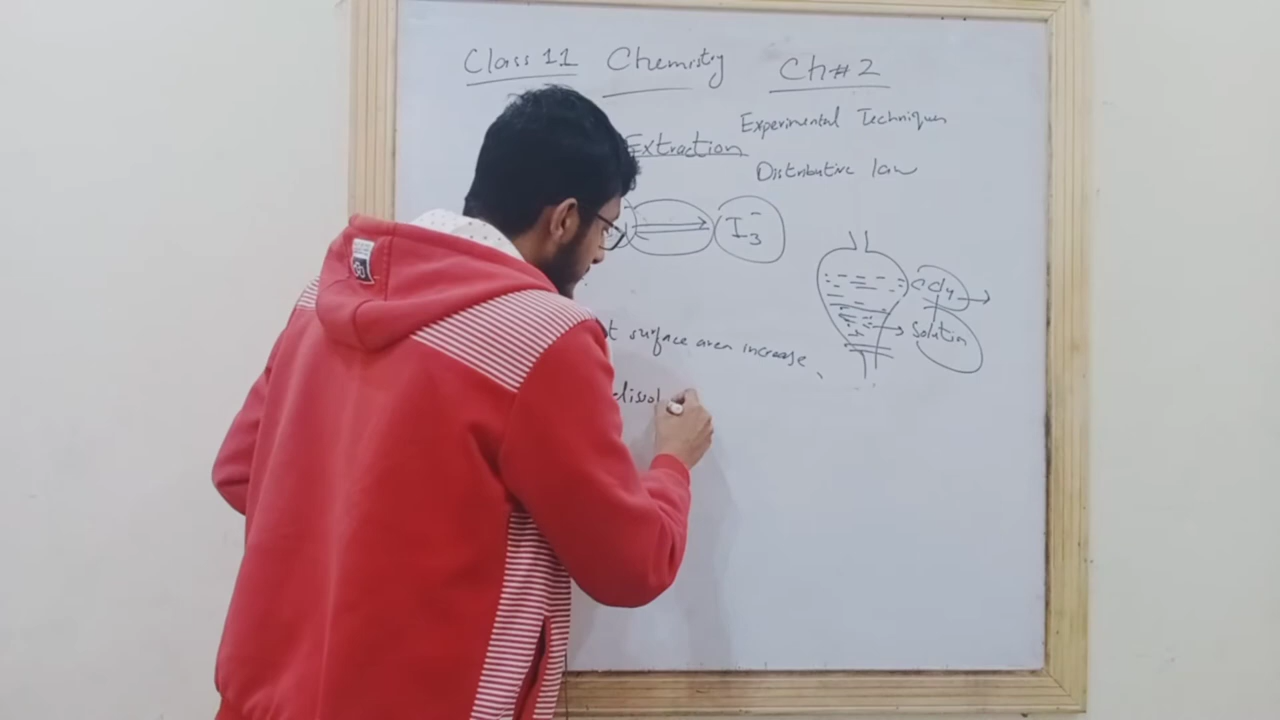 Class 11 Chemistry Ch#2
Experimental Techniques
Extraction
Distributive law
I3⁻
CCl4
Solution
surface area increase
dissol